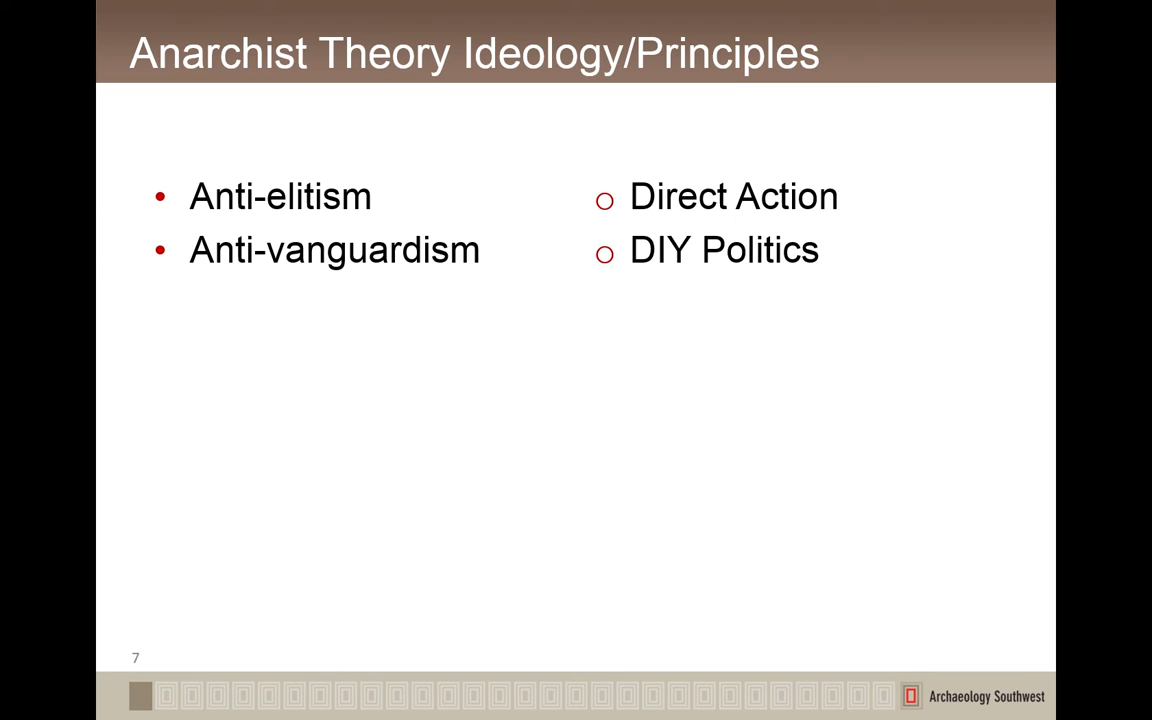 Anarchist Theory Ideology/Principles
• Anti-elitism
• Anti-vanguardism
o Direct Action
o DIY Politics
7
Archaeology Southwest